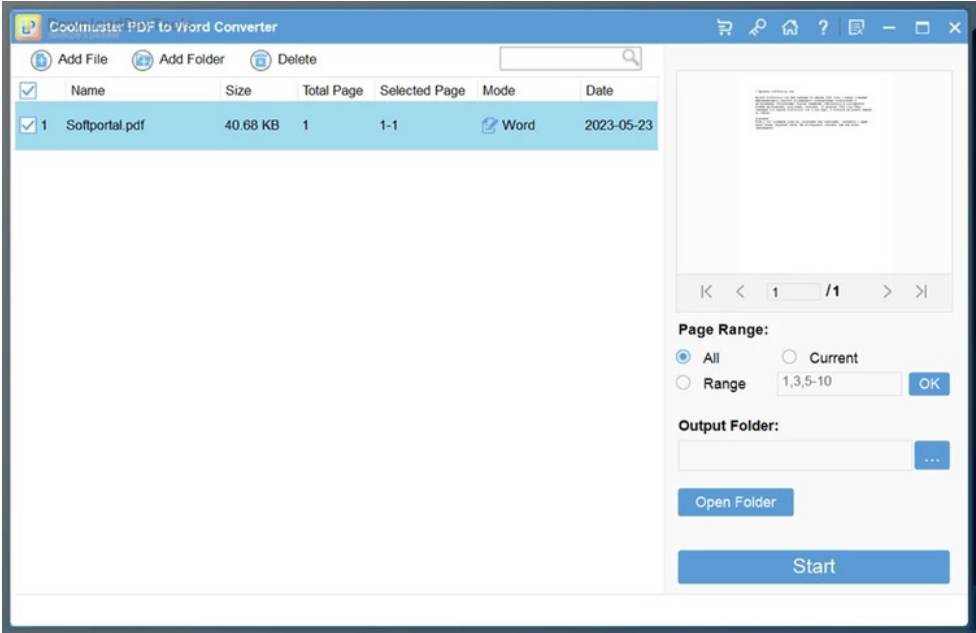 Coolmuster PDF to Word Converter
Add File Add Folder Delete
Name Size Total Page Selected Page Mode Date
1 Softportal.pdf 40.68 KB 1 1-1 Word 2023-05-23
1 /1
Page Range:
All Current
Range 1,3,5-10 OK
Output Folder:
...
Open Folder
Start